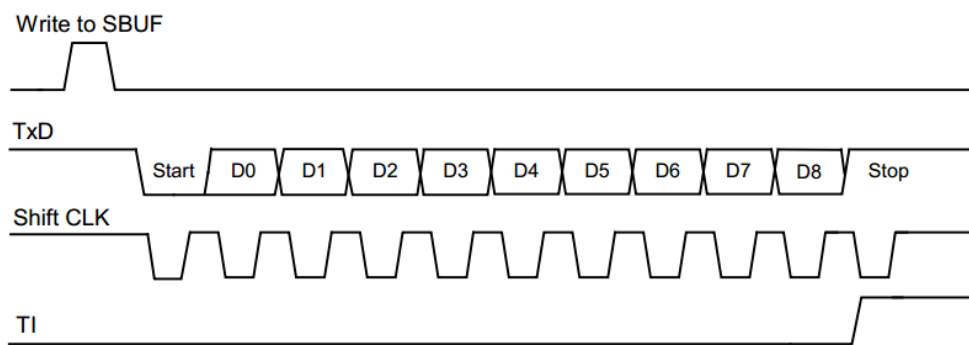 Write to SBUF
TxD
Start D0 D1 D2 D3 D4 D5 D6 D7 D8 Stop
Shift CLK
TI